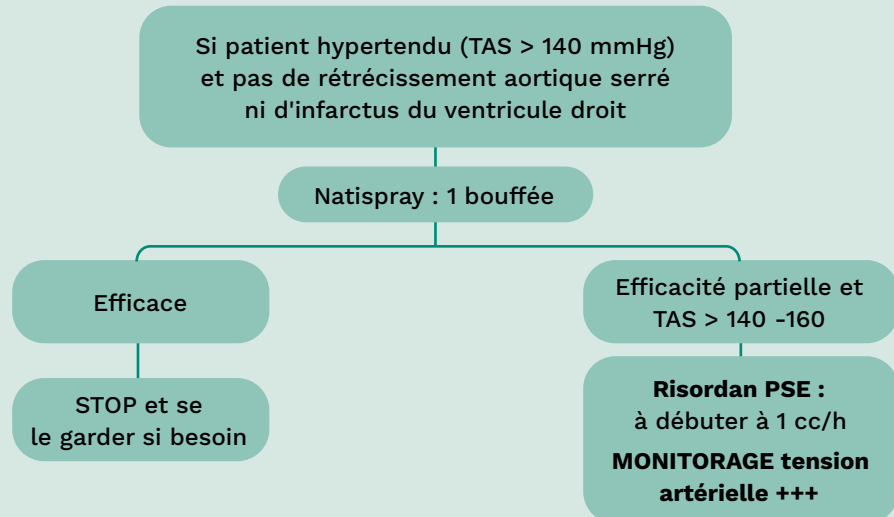 Si patient hypertendu (TAS > 140 mmHg)
et pas de rétrécissement aortique serré
ni d'infarctus du ventricule droit
Natispray : 1 bouffée
Efficace
STOP et se
le garder si besoin
Efficacité partielle et
TAS > 140 -160
Risordan PSE :
à débuter à 1 cc/h
MONITORAGE tension
artérielle +++